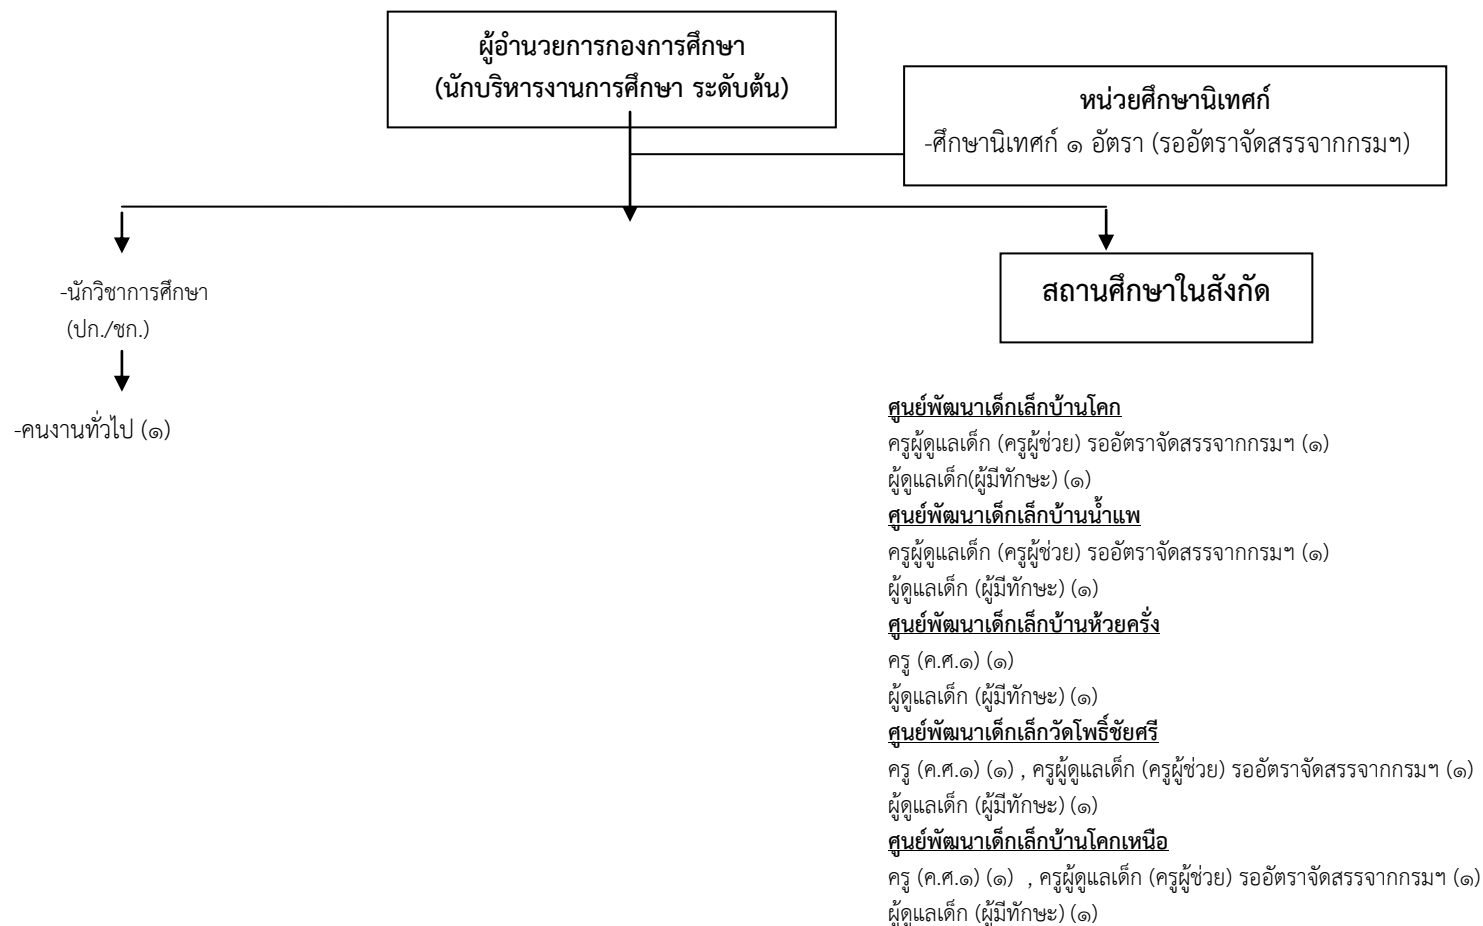 ผู้อำนวยการกองการศึกษา
(นักบริหารงานการศึกษา ระดับต้น)
หน่วยศึกษานิเทศก์
-ศึกษานิเทศก์ ๑ อัตรา (รออัตราจัดสรรจากกรมฯ)
-นักวิชาการศึกษา
(ปก./ชก.)
-คนงานทั่วไป (๑)
สถานศึกษาในสังกัด
ศูนย์พัฒนาเด็กเล็กบ้านโคก
ครูผู้ดูแลเด็ก (ครูผู้ช่วย) รออัตราจัดสรรจากกรมฯ (๑)
ผู้ดูแลเด็ก(ผู้มีทักษะ) (๑)
ศูนย์พัฒนาเด็กเล็กบ้านน้ำแพ
ครูผู้ดูแลเด็ก (ครูผู้ช่วย) รออัตราจัดสรรจากกรมฯ (๑)
ผู้ดูแลเด็ก (ผู้มีทักษะ) (๑)
ศูนย์พัฒนาเด็กเล็กบ้านห้วยครั่ง
ครู (ค.ศ.๑) (๑)
ผู้ดูแลเด็ก (ผู้มีทักษะ) (๑)
ศูนย์พัฒนาเด็กเล็กวัดโพธิ์ชัยศรี
ครู (ค.ศ.๑) (๑) , ครูผู้ดูแลเด็ก (ครูผู้ช่วย) รออัตราจัดสรรจากกรมฯ (๑)
ผู้ดูแลเด็ก (ผู้มีทักษะ) (๑)
ศูนย์พัฒนาเด็กเล็กบ้านโคกเหนือ
ครู (ค.ศ.๑) (๑) , ครูผู้ดูแลเด็ก (ครูผู้ช่วย) รออัตราจัดสรรจากกรมฯ (๑)
ผู้ดูแลเด็ก (ผู้มีทักษะ) (๑)